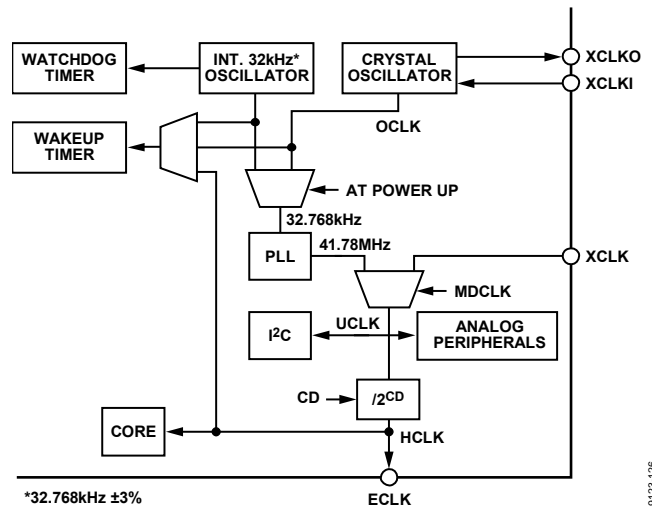 WATCHDOG
TIMER
INT. 32kHz*
OSCILLATOR
CRYSTAL
OSCILLATOR
XCLKO
XCLKI
OCLK
WAKEUP
TIMER
AT POWER UP
32.768kHz
PLL
41.78MHz
XCLK
MDCLK
I²C
UCLK
ANALOG
PERIPHERALS
CD
/2ᶜᴰ
CORE
HCLK
ECLK
*32.768kHz ±3%